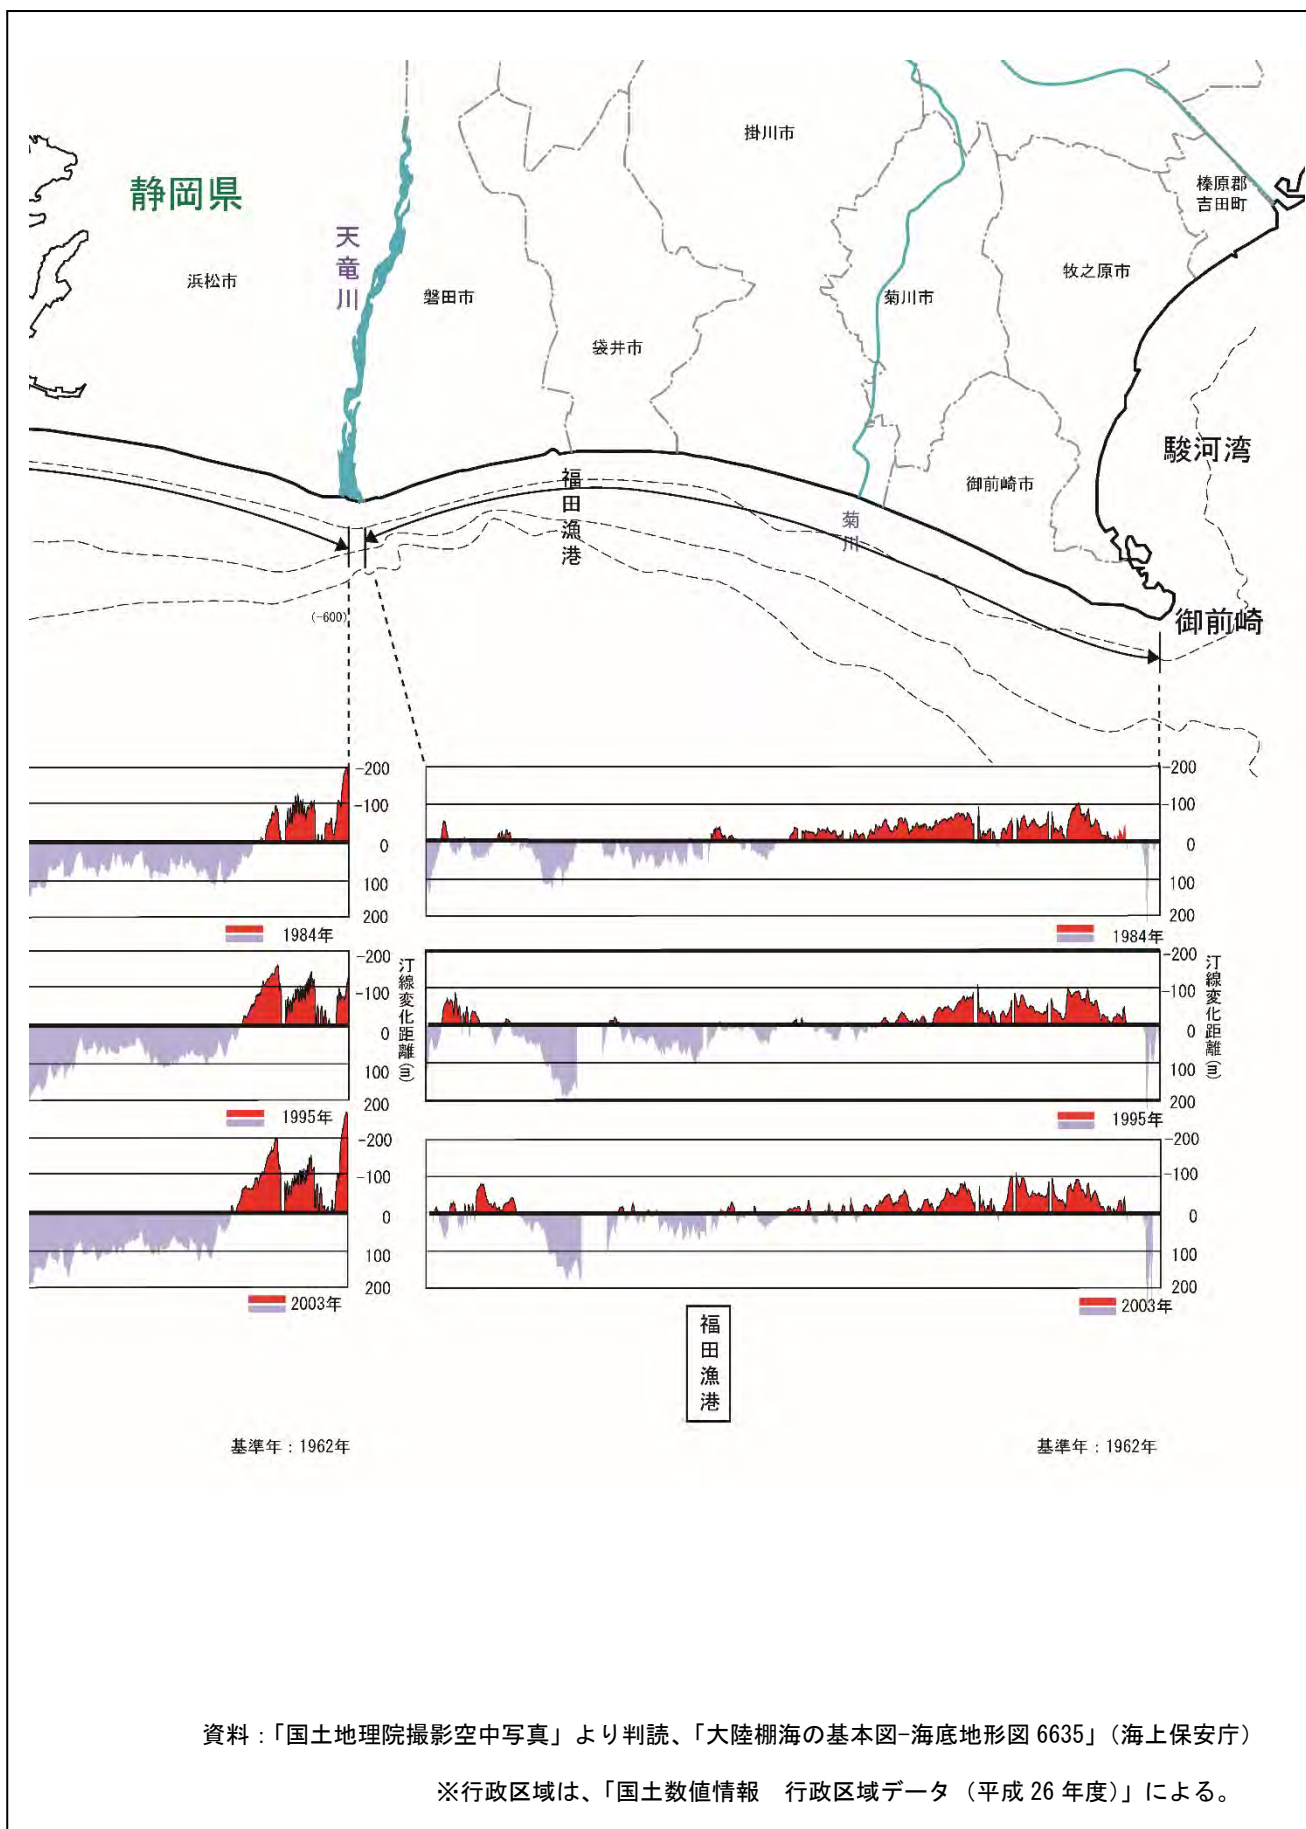 静岡県
天竜川
浜松市
磐田市
袋井市
掛川市
菊川市
牧之原市
榛原郡
吉田町
御前崎市
駿河湾
福田漁港
菊川
御前崎
(-600)
-200
-100
0
100
200
1984年
-200
-100
0
100
200
1984年
-200
-100
0
100
200
汀線変化距離(m)
1995年
-200
-100
0
100
200
汀線変化距離(m)
1995年
-200
-100
0
100
200
2003年
-200
-100
0
100
200
2003年
福田漁港
基準年：1962年
基準年：1962年
資料：「国土地理院撮影空中写真」より判読、「大陸棚海の基本図-海底地形図 6635」（海上保安庁）
※行政区域は、「国土数値情報　行政区域データ（平成 26 年度）」による。